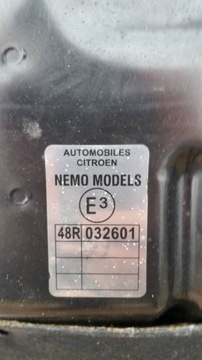 AUTOMOBILES
CITROEN
NEMO MODELS
E3
48R 032601